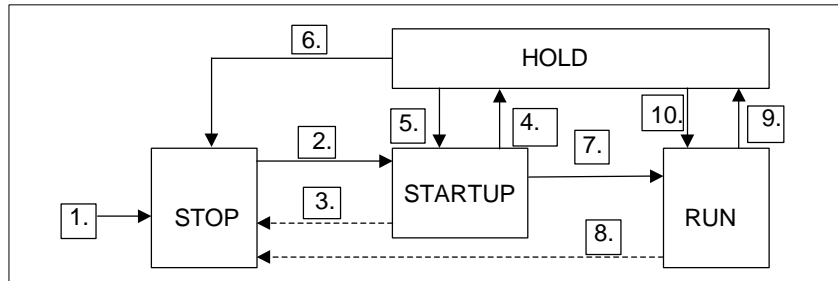 6.
HOLD
5.
4.
10.
9.
2.
7.
STARTUP
1.
STOP
3.
RUN
8.